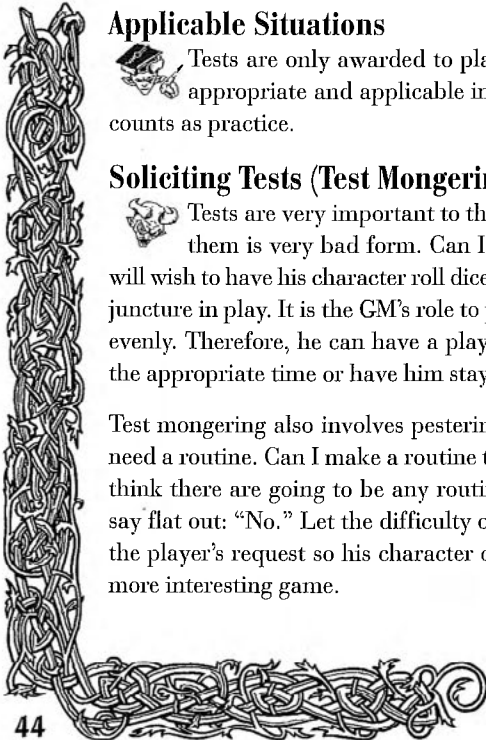 Applicable Situations
Tests are only awarded to pla
appropriate and applicable in
counts as practice.
Soliciting Tests (Test Mongerin
Tests are very important to th
them is very bad form. Can I
will wish to have his character roll dice
juncture in play. It is the GM’s role to
evenly. Therefore, he can have a play
the appropriate time or have him stay
Test mongering also involves pesterin
need a routine. Can I make a routine t
think there are going to be any routi
say flat out: “No.” Let the difficulty o
the player’s request so his character
more interesting game.
44